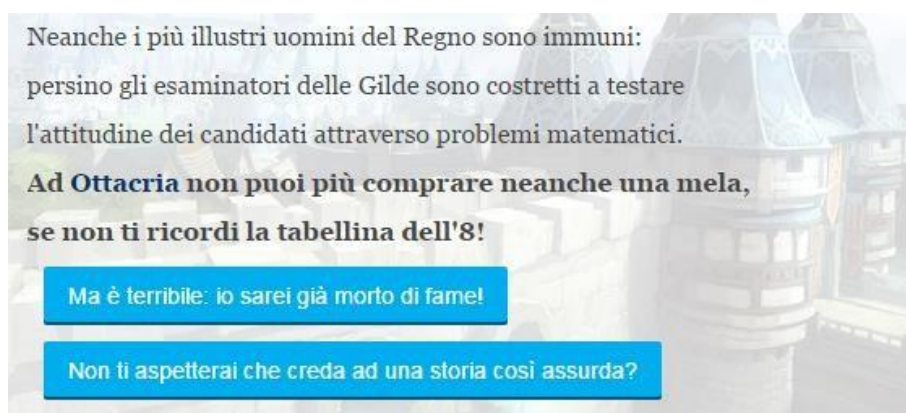 Neanche i più illustri uomini del Regno sono immuni:
persino gli esaminatori delle Gilde sono costretti a testare
l'attitudine dei candidati attraverso problemi matematici.
Ad Ottacria non puoi più comprare neanche una mela,
se non ti ricordi la tabellina dell'8!
Ma è terribile: io sarei già morto di fame!
Non ti aspetterai che creda ad una storia così assurda?